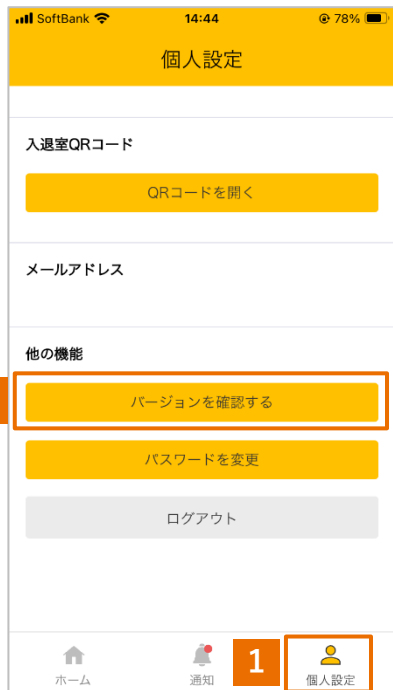 SoftBank 14:44 78%
個人設定
入退室QRコード
QRコードを開く
メールアドレス
他の機能
バージョンを確認する
パスワードを変更
ログアウト
ホーム 通知 1 個人設定